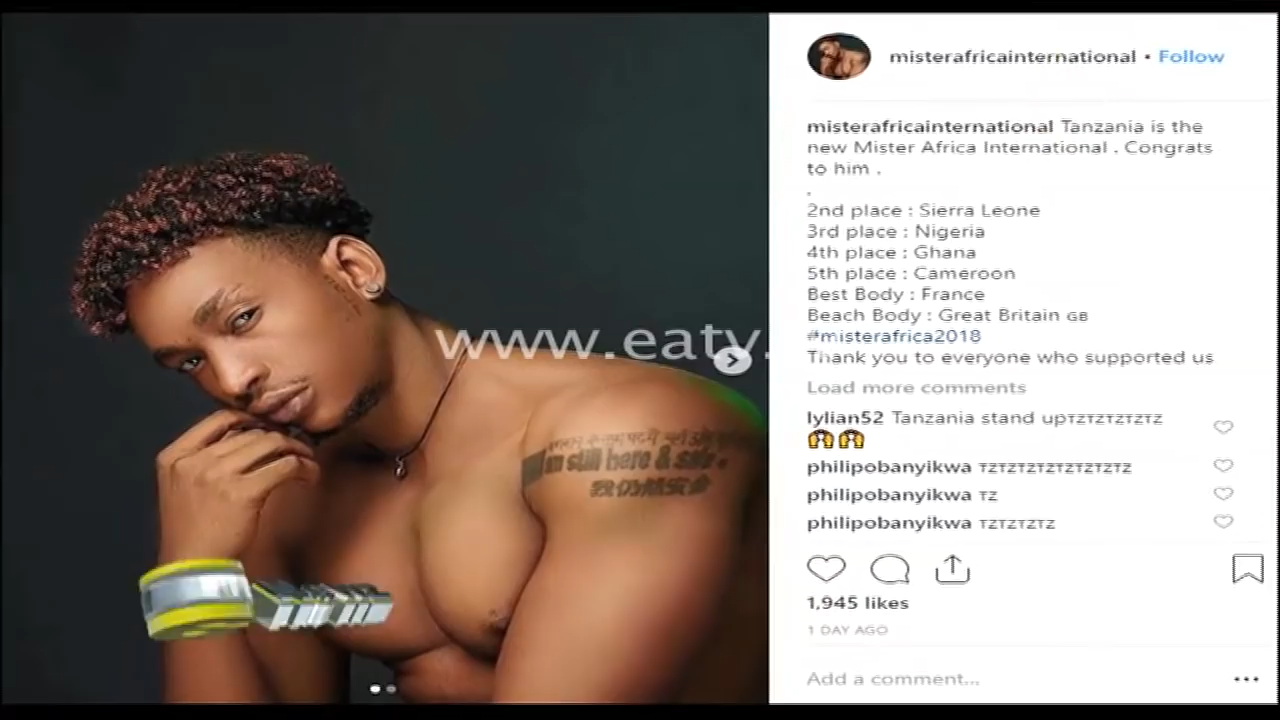 misterafricainternational • Follow
misterafricainternational Tanzania is the
new Mister Africa International . Congrats
to him .
.
2nd place : Sierra Leone
3rd place : Nigeria
4th place : Ghana
5th place : Cameroon
Best Body : France
Beach Body : Great Britain GB
#misterafrica2018
Thank you to everyone who supported us
Load more comments
lylian52 Tanzania stand upTZTZTZTZTZ
philipobanyikwa TZTZTZTZTZTZTZTZ
philipobanyikwa TZ
philipobanyikwa TZTZTZTZ
1,945 likes
1 DAY AGO
Add a comment...
www.eatv.
still here & safe.